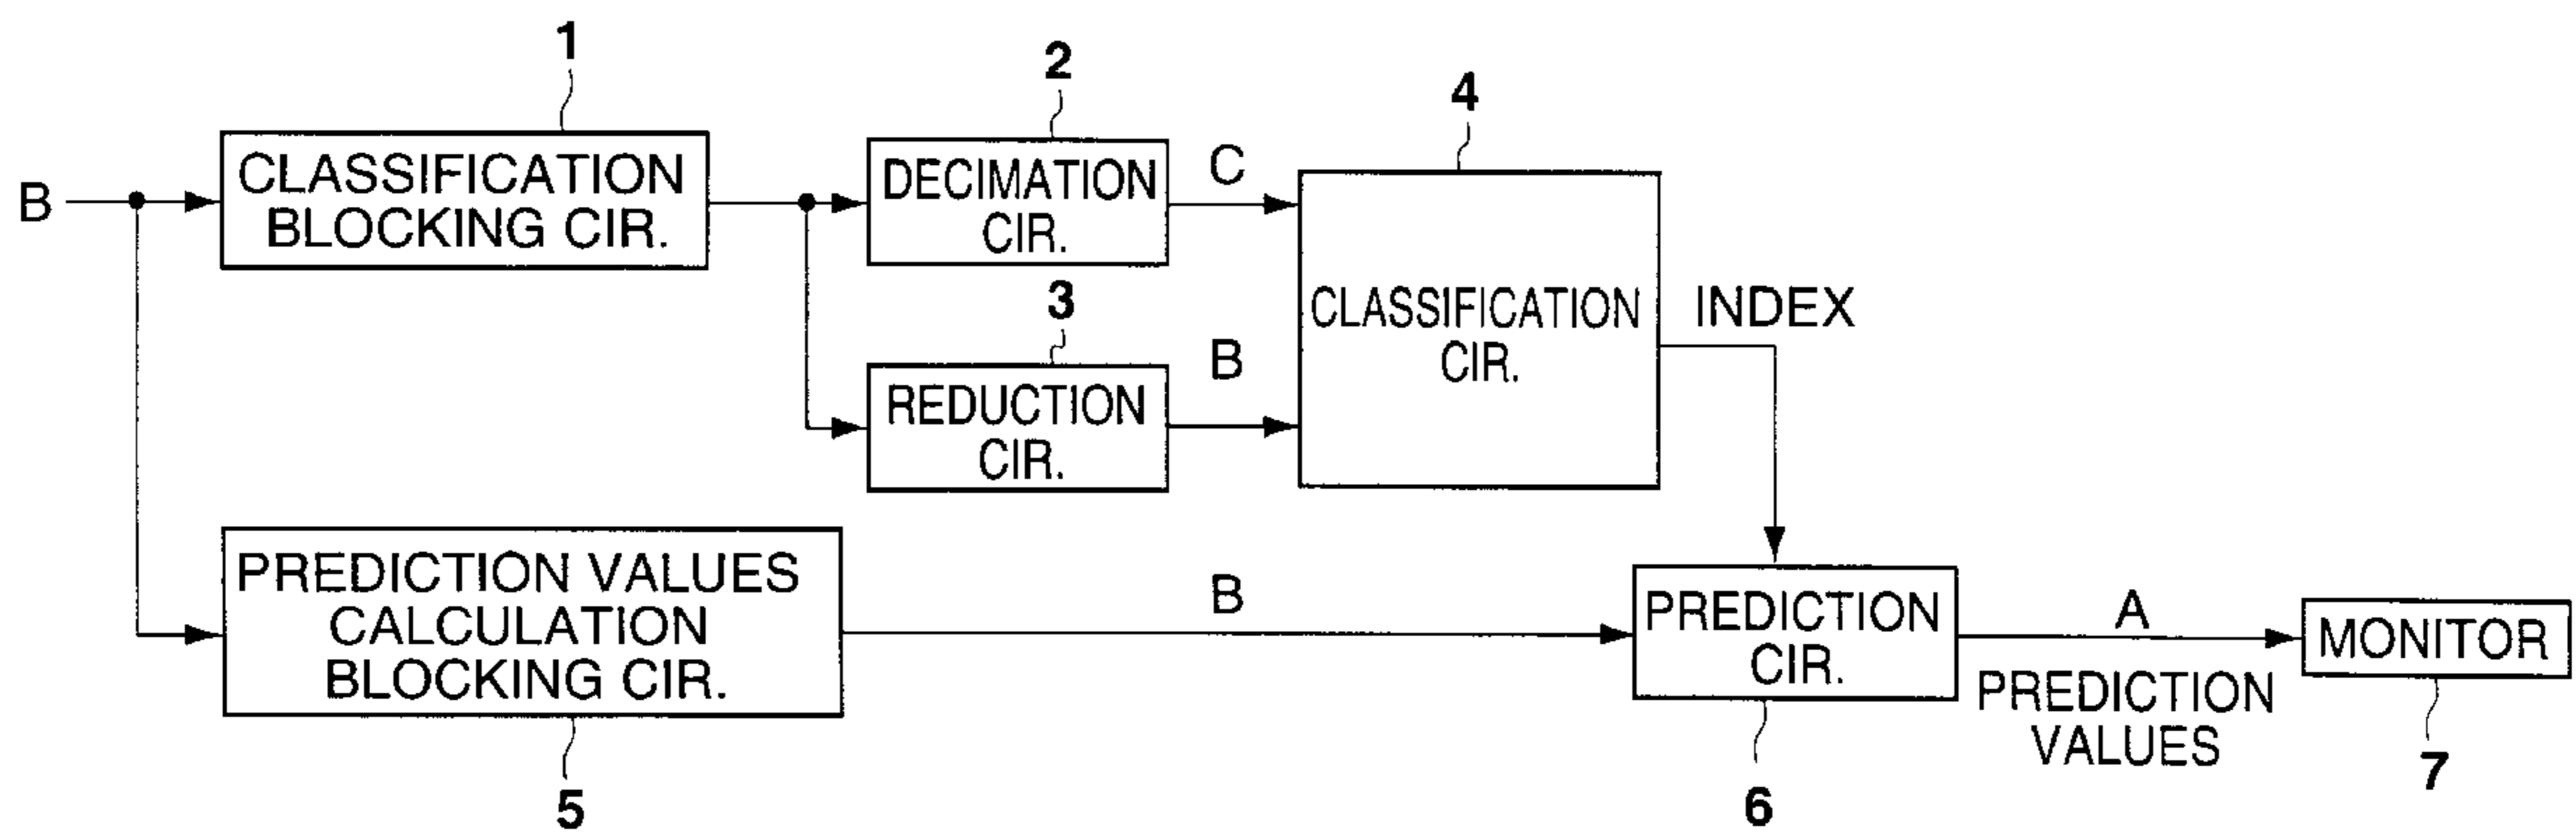 1
2
4
B
CLASSIFICATION
BLOCKING CIR.
DECIMATION
CIR.
C
3
CLASSIFICATION
CIR.
INDEX
REDUCTION
CIR.
B
PREDICTION VALUES
CALCULATION
BLOCKING CIR.
B
PREDICTION
CIR.
A
PREDICTION
VALUES
MONITOR
5
6
7